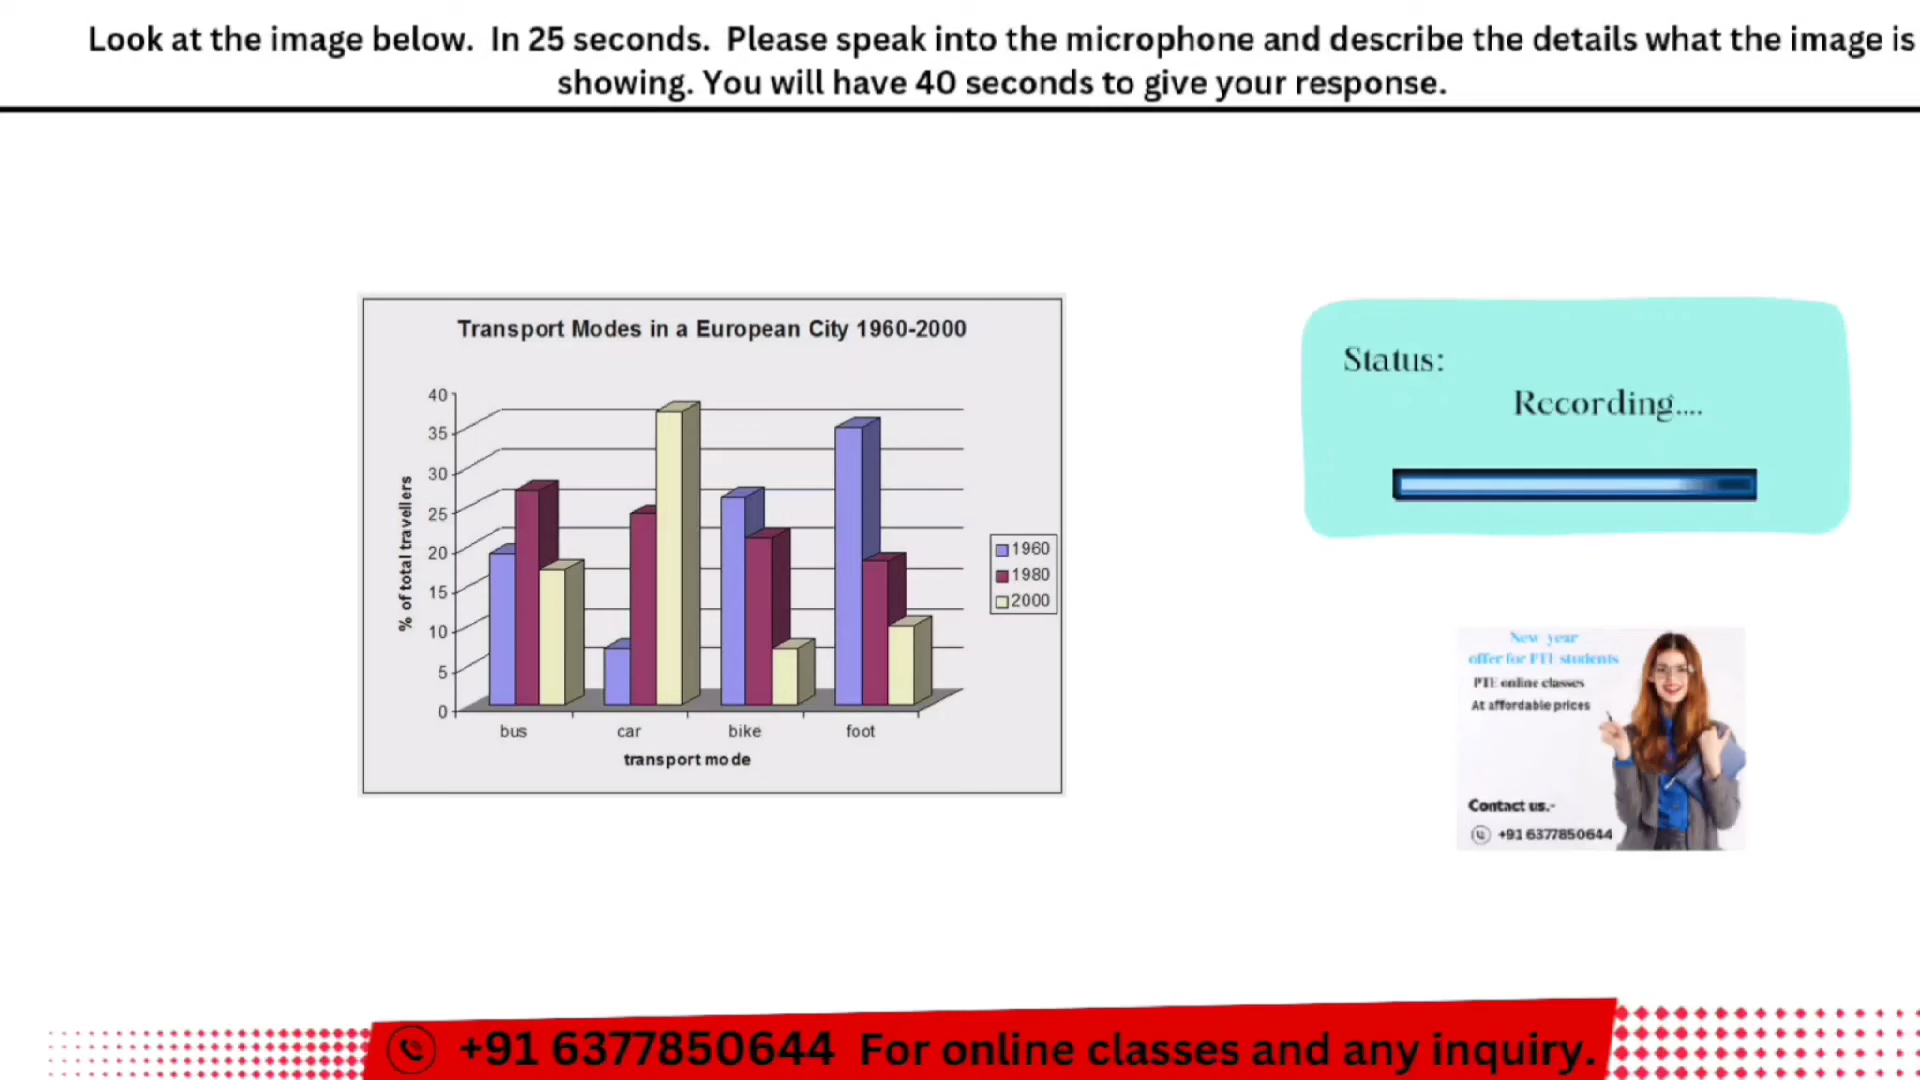 Look at the image below. In 25 seconds. Please speak into the microphone and describe the details what the image is
showing. You will have 40 seconds to give your response.
Transport Modes in a European City 1960-2000
% of total travellers
40
35
30
25
20
15
10
5
0
bus car bike foot
transport mode
1960
1980
2000
Status:
Recording....
New year
offer for PTE students
PTE online classes
At affordable prices
Contact us.-
+91 6377850644
+91 6377850644 For online classes and any inquiry.